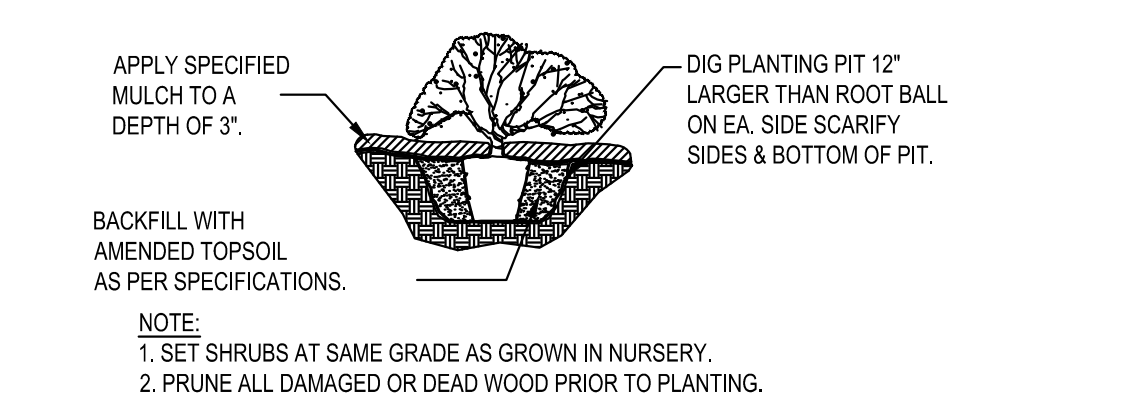 APPLY SPECIFIED
MULCH TO A
DEPTH OF 3".
DIG PLANTING PIT 12"
LARGER THAN ROOT BALL
ON EA. SIDE SCARIFY
SIDES & BOTTOM OF PIT.
BACKFILL WITH
AMENDED TOPSOIL
AS PER SPECIFICATIONS.
NOTE:
1. SET SHRUBS AT SAME GRADE AS GROWN IN NURSERY.
2. PRUNE ALL DAMAGED OR DEAD WOOD PRIOR TO PLANTING.